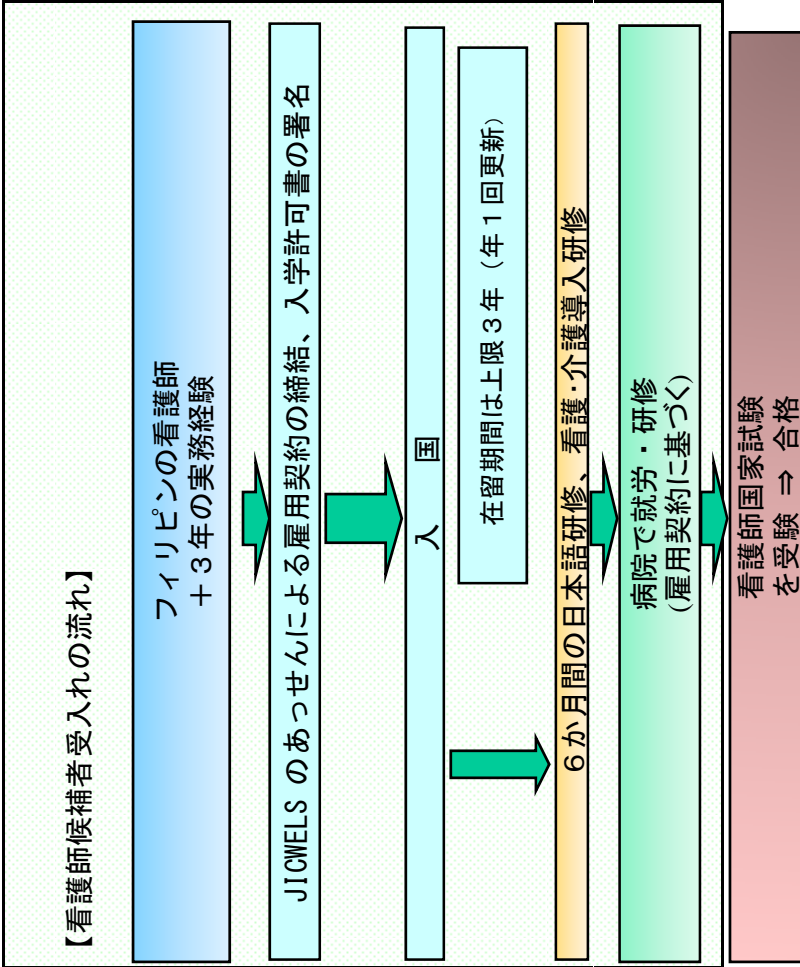 【看護師候補者受入れの流れ】
フィリピンの看護師
＋３年の実務経験
JICWELS のあっせんによる雇用契約の締結、入学許可書の署名
入　国
在留期間は上限３年（年１回更新）
６か月間の日本語研修、看護・介護導入研修
病院で就労・研修
(雇用契約に基づく)
看護師国家試験
を受験 ⇒ 合格